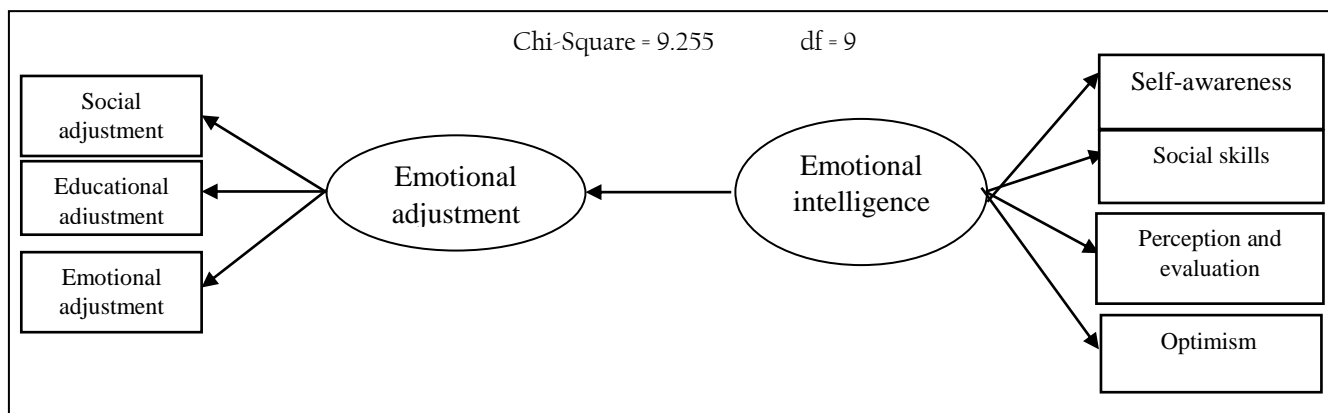 Chi-Square = 9.255 df = 9
Social
adjustment
Educational
adjustment
Emotional
adjustment
Emotional
adjustment
Emotional
intelligence
Self-awareness
Social skills
Perception and
evaluation
Optimism